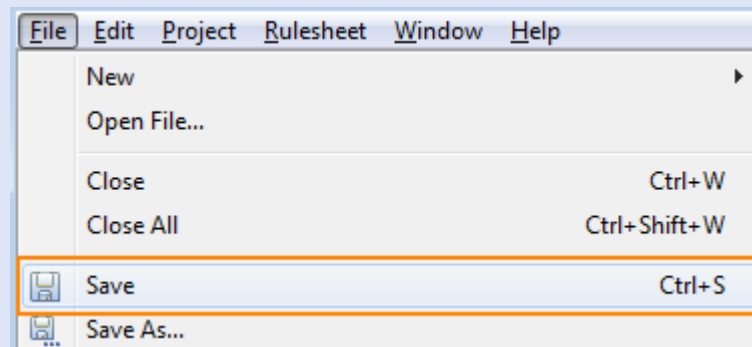 File Edit Project Rulesheet Window Help
New
Open File...
Close Ctrl+W
Close All Ctrl+Shift+W
Save Ctrl+S
Save As...